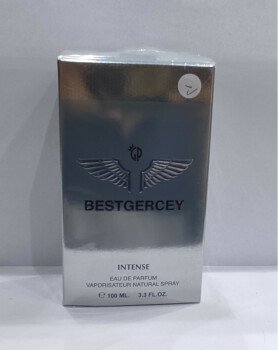 BESTGERCEY
INTENSE
EAU DE PARFUM
VAPORISATEUR NATURAL SPRAY
℮ 100 ML. 3.3 FL.OZ.